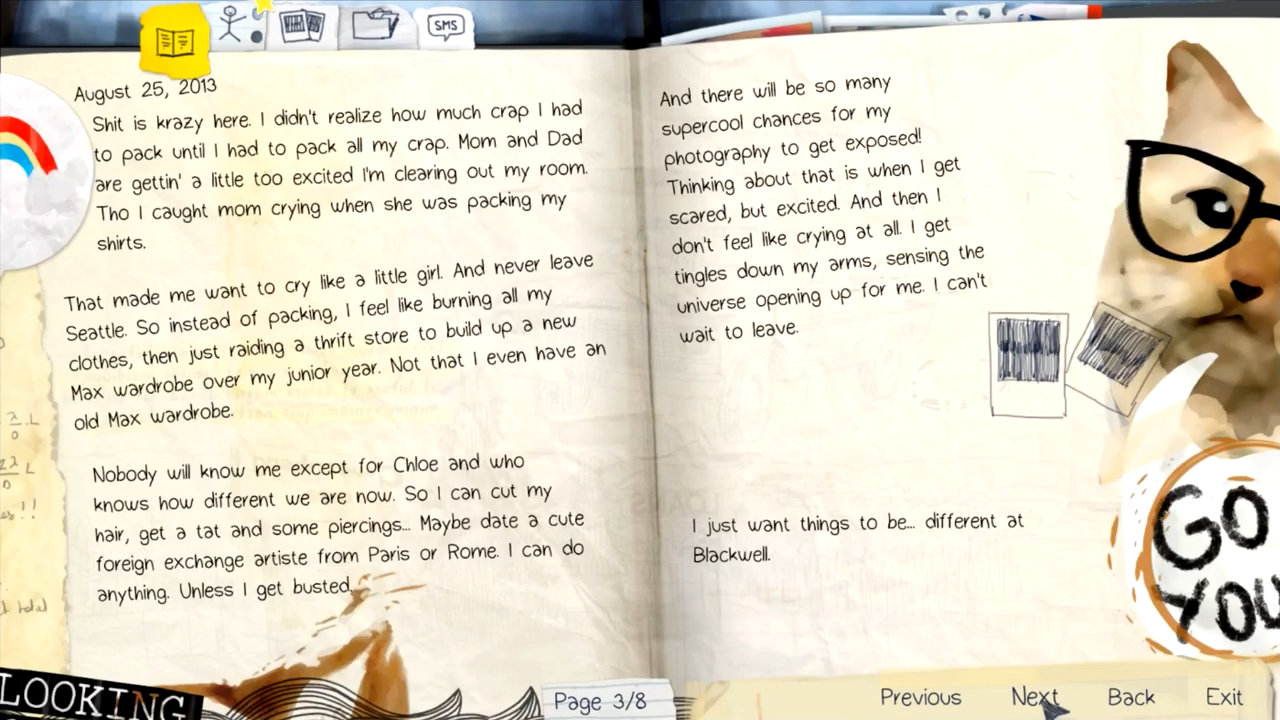 SMS
August 25, 2013
Shit is krazy here. I didn't realize how much crap I had
to pack until I had to pack all my crap. Mom and Dad
are gettin' a little too excited I'm clearing out my room.
Tho I caught mom crying when she was packing my
shirts.
That made me want to cry like a little girl. And never leave
Seattle. So instead of packing, I feel like burning all my
clothes, then just raiding a thrift store to build up a new
Max wardrobe over my junior year. Not that I even have an
old Max wardrobe.
Nobody will know me except for Chloe and who
knows how different we are now. So I can cut my
hair, get a tat and some piercings... Maybe date a cute
foreign exchange artiste from Paris or Rome. I can do
anything. Unless I get busted.
And there will be so many
supercool chances for my
photography to get exposed!
Thinking about that is when I get
scared, but excited. And then I
don't feel like crying at all. I get
tingles down my arms, sensing the
universe opening up for me. I can't
wait to leave.
I just want things to be... different at
Blackwell.
GO
YOU
LOOKING
Page 3/8
Previous Next Back Exit